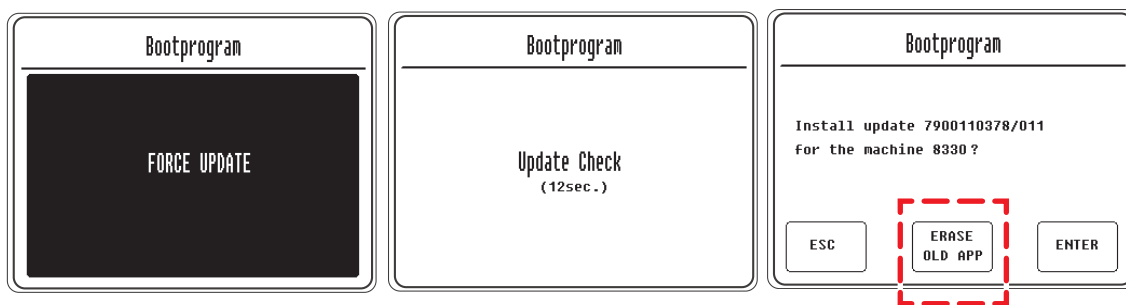 Bootprogram
FORCE UPDATE
Bootprogram
Update Check
(12sec.)
Bootprogram
Install update 7900110378/011
for the machine 8330?
ESC
ERASE
OLD APP
ENTER